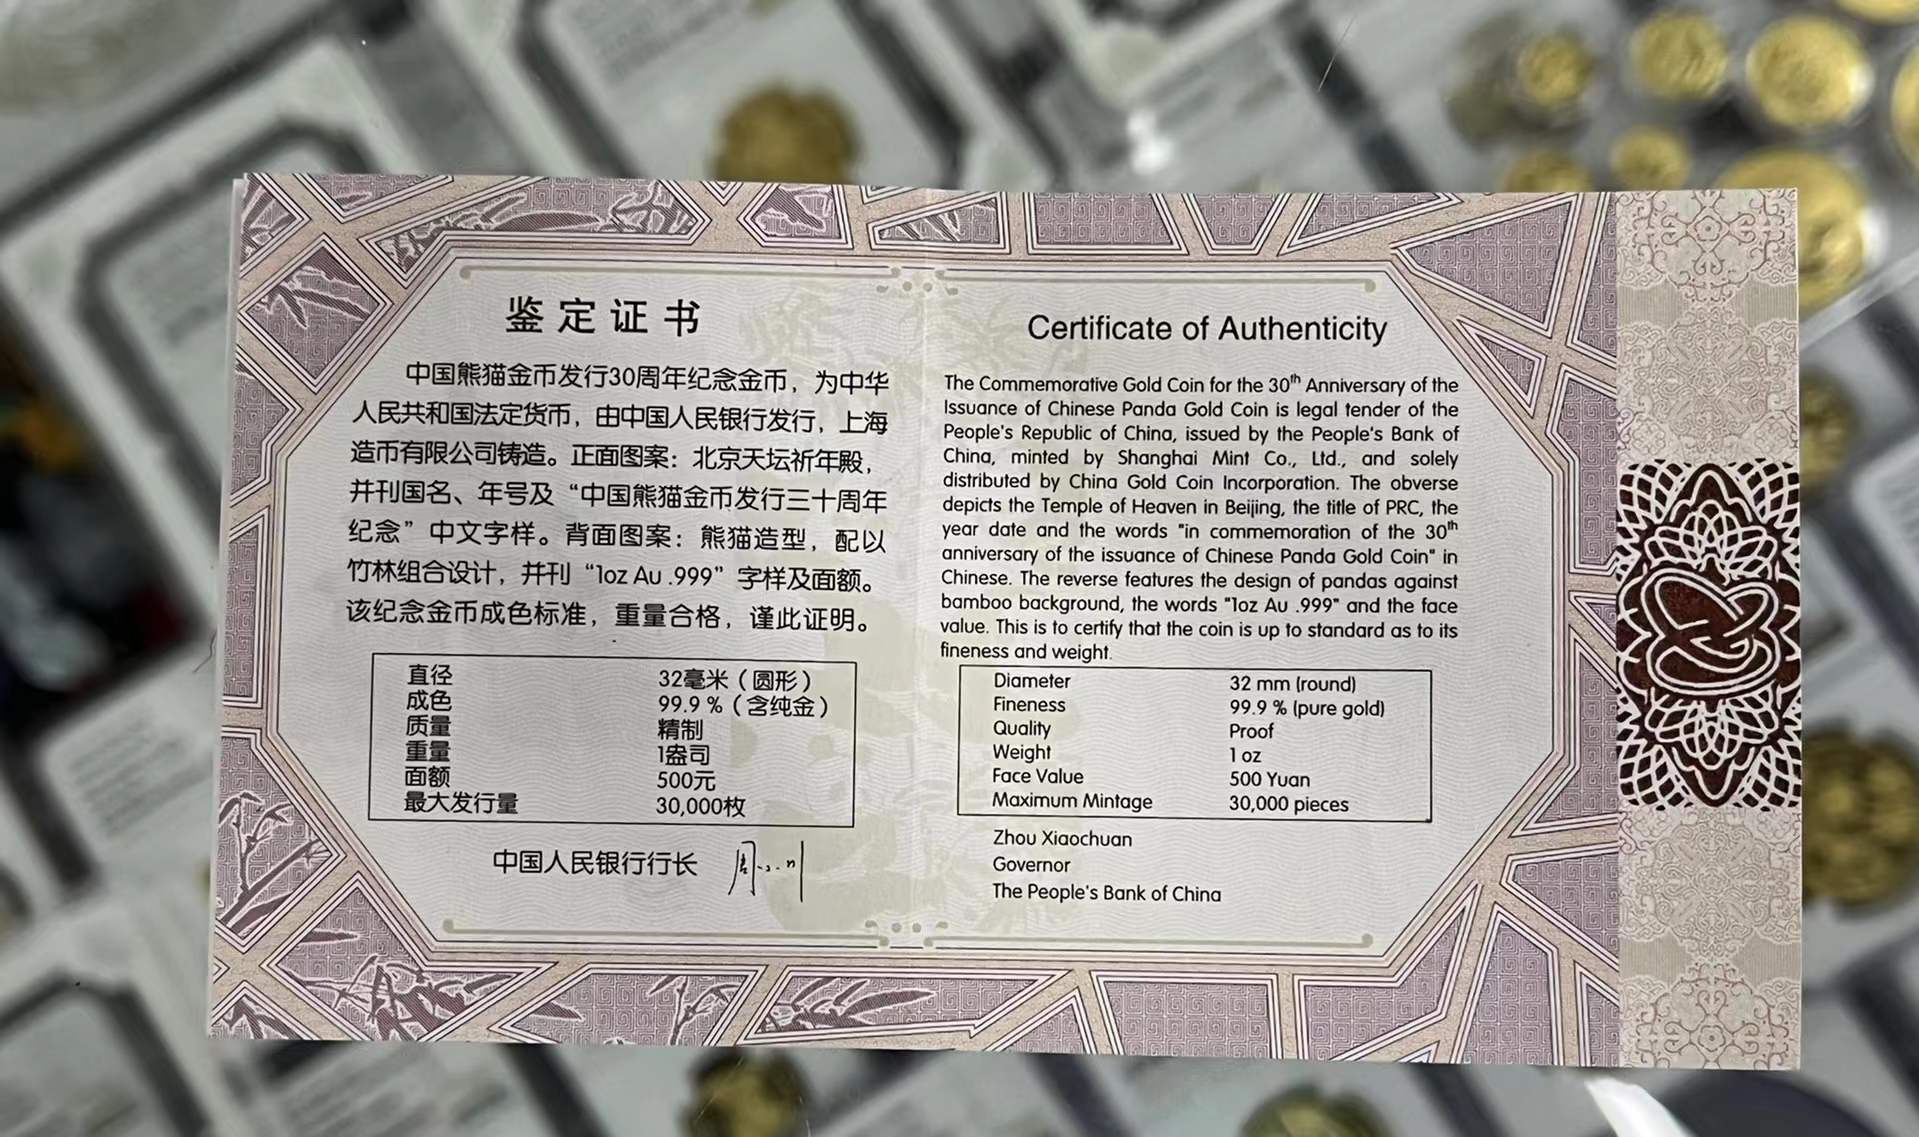 鉴定证书
中国熊猫金币发行30周年纪念金币，为中华
人民共和国法定货币，由中国人民银行发行，上海
造币有限公司铸造。正面图案：北京天坛祈年殿，
并刊国名、年号及“中国熊猫金币发行三十周年
纪念”中文字样。背面图案：熊猫造型，配以
竹林组合设计，并刊“1oz Au .999”字样及面额。
该纪念金币成色标准，重量合格，谨此证明。
直径 32毫米（圆形）
成色 99.9 %（含纯金）
质量 精制
重量 1盎司
面额 500元
最大发行量 30,000枚
中国人民银行行长
Certificate of Authenticity
The Commemorative Gold Coin for the 30th Anniversary of the
Issuance of Chinese Panda Gold Coin is legal tender of the
People's Republic of China, issued by the People's Bank of
China, minted by Shanghai Mint Co., Ltd., and solely
distributed by China Gold Coin Incorporation. The obverse
depicts the Temple of Heaven in Beijing, the title of PRC, the
year date and the words "in commemoration of the 30th
anniversary of the issuance of Chinese Panda Gold Coin" in
Chinese. The reverse features the design of pandas against
bamboo background, the words "1oz Au .999" and the face
value. This is to certify that the coin is up to standard as to its
fineness and weight.
Diameter 32 mm (round)
Fineness 99.9 % (pure gold)
Quality Proof
Weight 1 oz
Face Value 500 Yuan
Maximum Mintage 30,000 pieces
Zhou Xiaochuan
Governor
The People's Bank of China